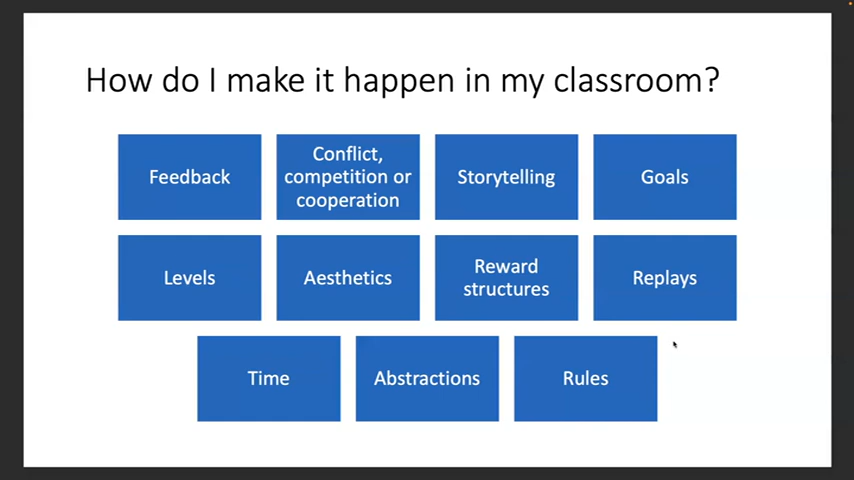 How do I make it happen in my classroom?
Feedback
Conflict,
competition or
cooperation
Storytelling
Goals
Levels
Aesthetics
Reward
structures
Replays
Time
Abstractions
Rules